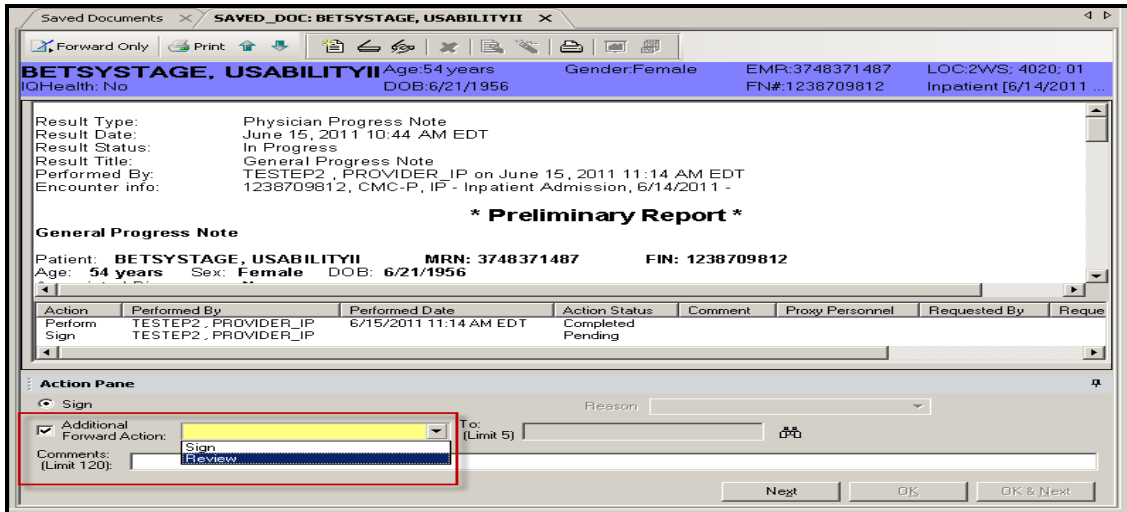 Saved Documents SAVED_DOC: BETSYSTAGE, USABILITYII
Forward Only Print
BETSYSTAGE, USABILITYII Age:54 years Gender:Female EMR:3748371487 LOC:2WS; 4020; 01
IQHealth: No DOB:6/21/1956 FN#:1238709812 Inpatient [6/14/2011 ...
Result Type: Physician Progress Note
Result Date: June 15, 2011 10:44 AM EDT
Result Status: In Progress
Result Title: General Progress Note
Performed By: TESTEP2 , PROVIDER_IP on June 15, 2011 11:14 AM EDT
Encounter info: 1238709812, CMC-P, IP - Inpatient Admission, 6/14/2011 -
* Preliminary Report *
General Progress Note
Patient: BETSYSTAGE, USABILITYII MRN: 3748371487 FIN: 1238709812
Age: 54 years Sex: Female DOB: 6/21/1956
Action Performed By Performed Date Action Status Comment Proxy Personnel Requested By Reque
Perform TESTEP2 , PROVIDER_IP 6/15/2011 11:14 AM EDT Completed
Sign TESTEP2 , PROVIDER_IP Pending
Action Pane
Sign Reason
Additional Forward Action: To: (Limit 5)
Sign
Review
Comments: (Limit 120):
Next OK OK & Next